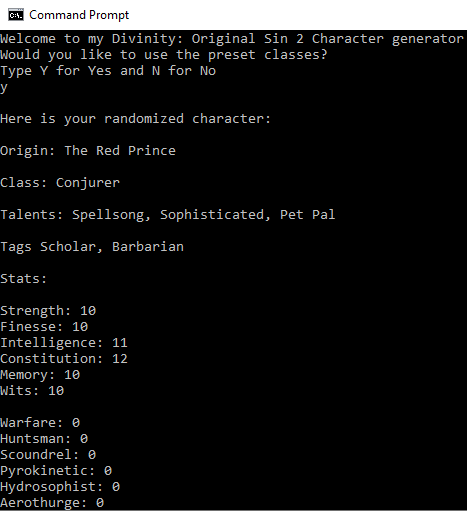 Command Prompt
Welcome to my Divinity: Original Sin 2 Character generator
Would you like to use the preset classes?
Type Y for Yes and N for No
y
Here is your randomized character:
Origin: The Red Prince
Class: Conjurer
Talents: Spellsong, Sophisticated, Pet Pal
Tags Scholar, Barbarian
Stats:
Strength: 10
Finesse: 10
Intelligence: 11
Constitution: 12
Memory: 10
Wits: 10
Warfare: 0
Huntsman: 0
Scoundrel: 0
Pyrokinetic: 0
Hydrosophist: 0
Aerothurge: 0